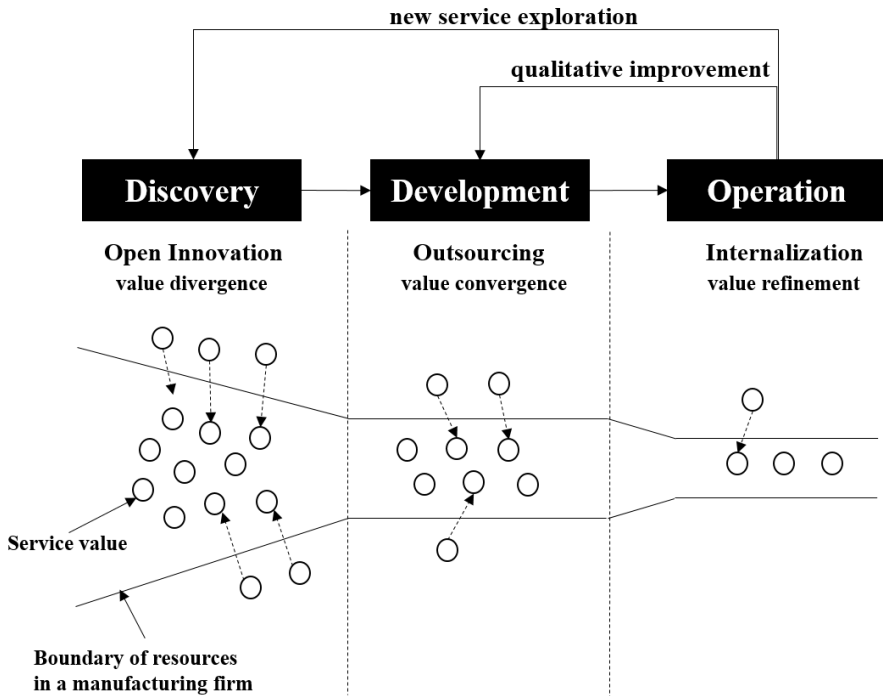 new service exploration
qualitative improvement
Discovery
Development
Operation
Open Innovation
value divergence
Outsourcing
value convergence
Internalization
value refinement
Service value
Boundary of resources
in a manufacturing firm